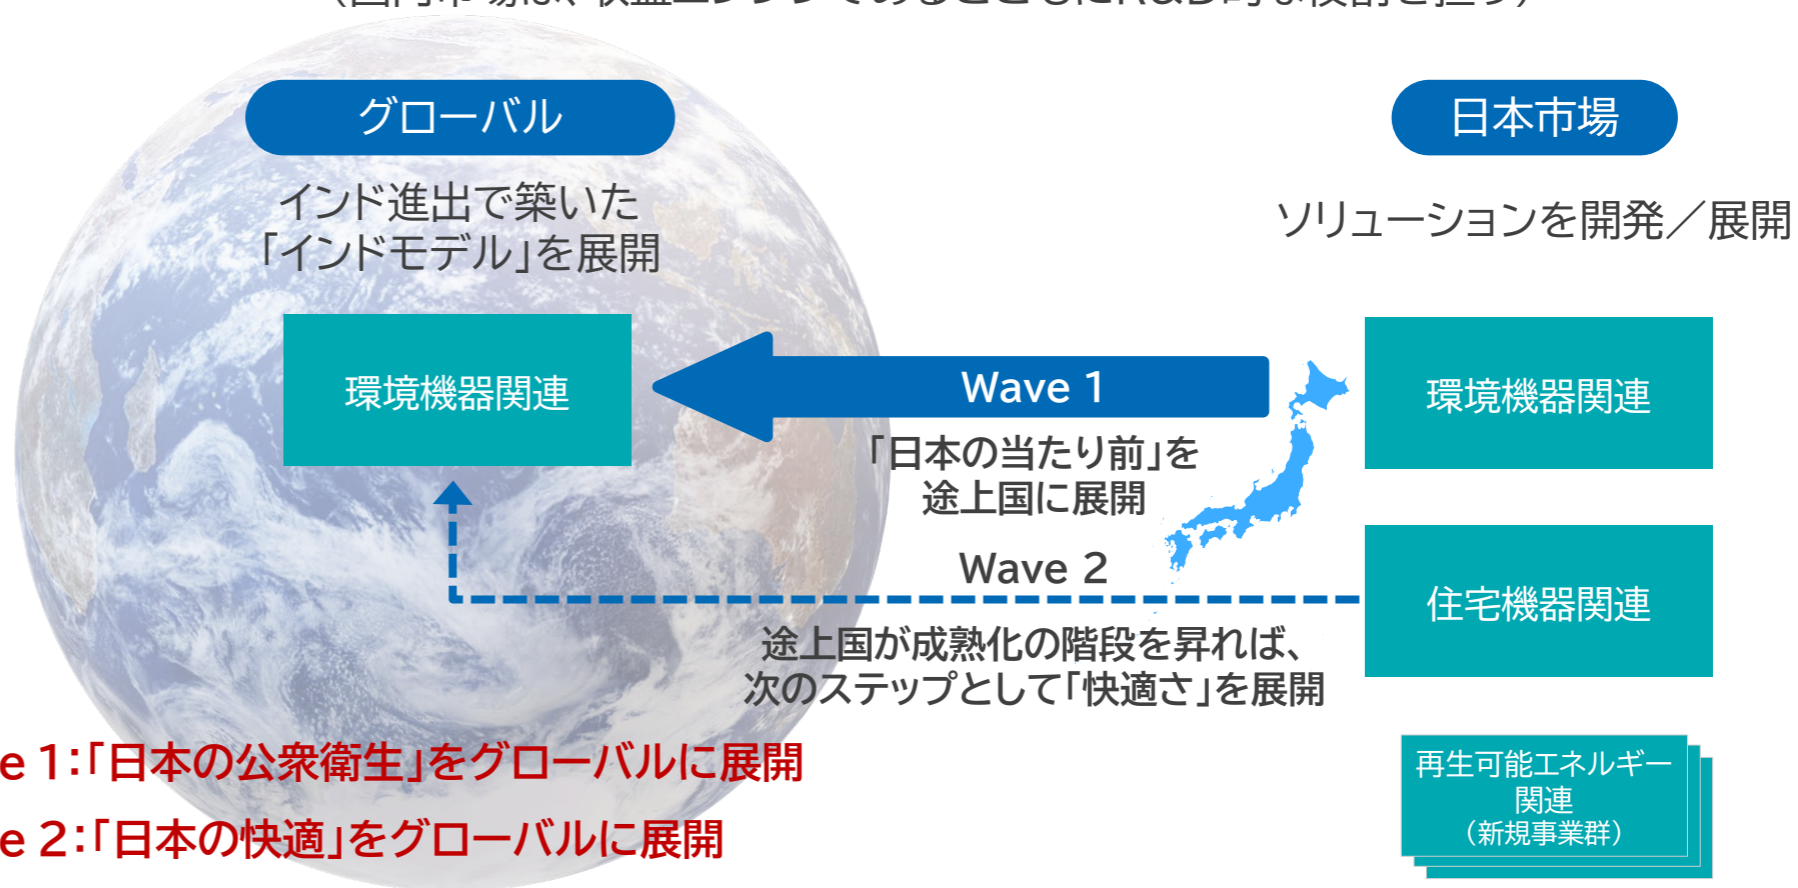 グローバル
インド進出で築いた
「インドモデル」を展開
環境機器関連
Wave 1
「日本の当たり前」を
途上国に展開
Wave 2
途上国が成熟化の階段を昇れば、
次のステップとして「快適さ」を展開
日本市場
ソリューションを開発／展開
環境機器関連
住宅機器関連
再生可能エネルギー
関連
（新規事業群）
e 1：「日本の公衆衛生」をグローバルに展開
e 2：「日本の快適」をグローバルに展開